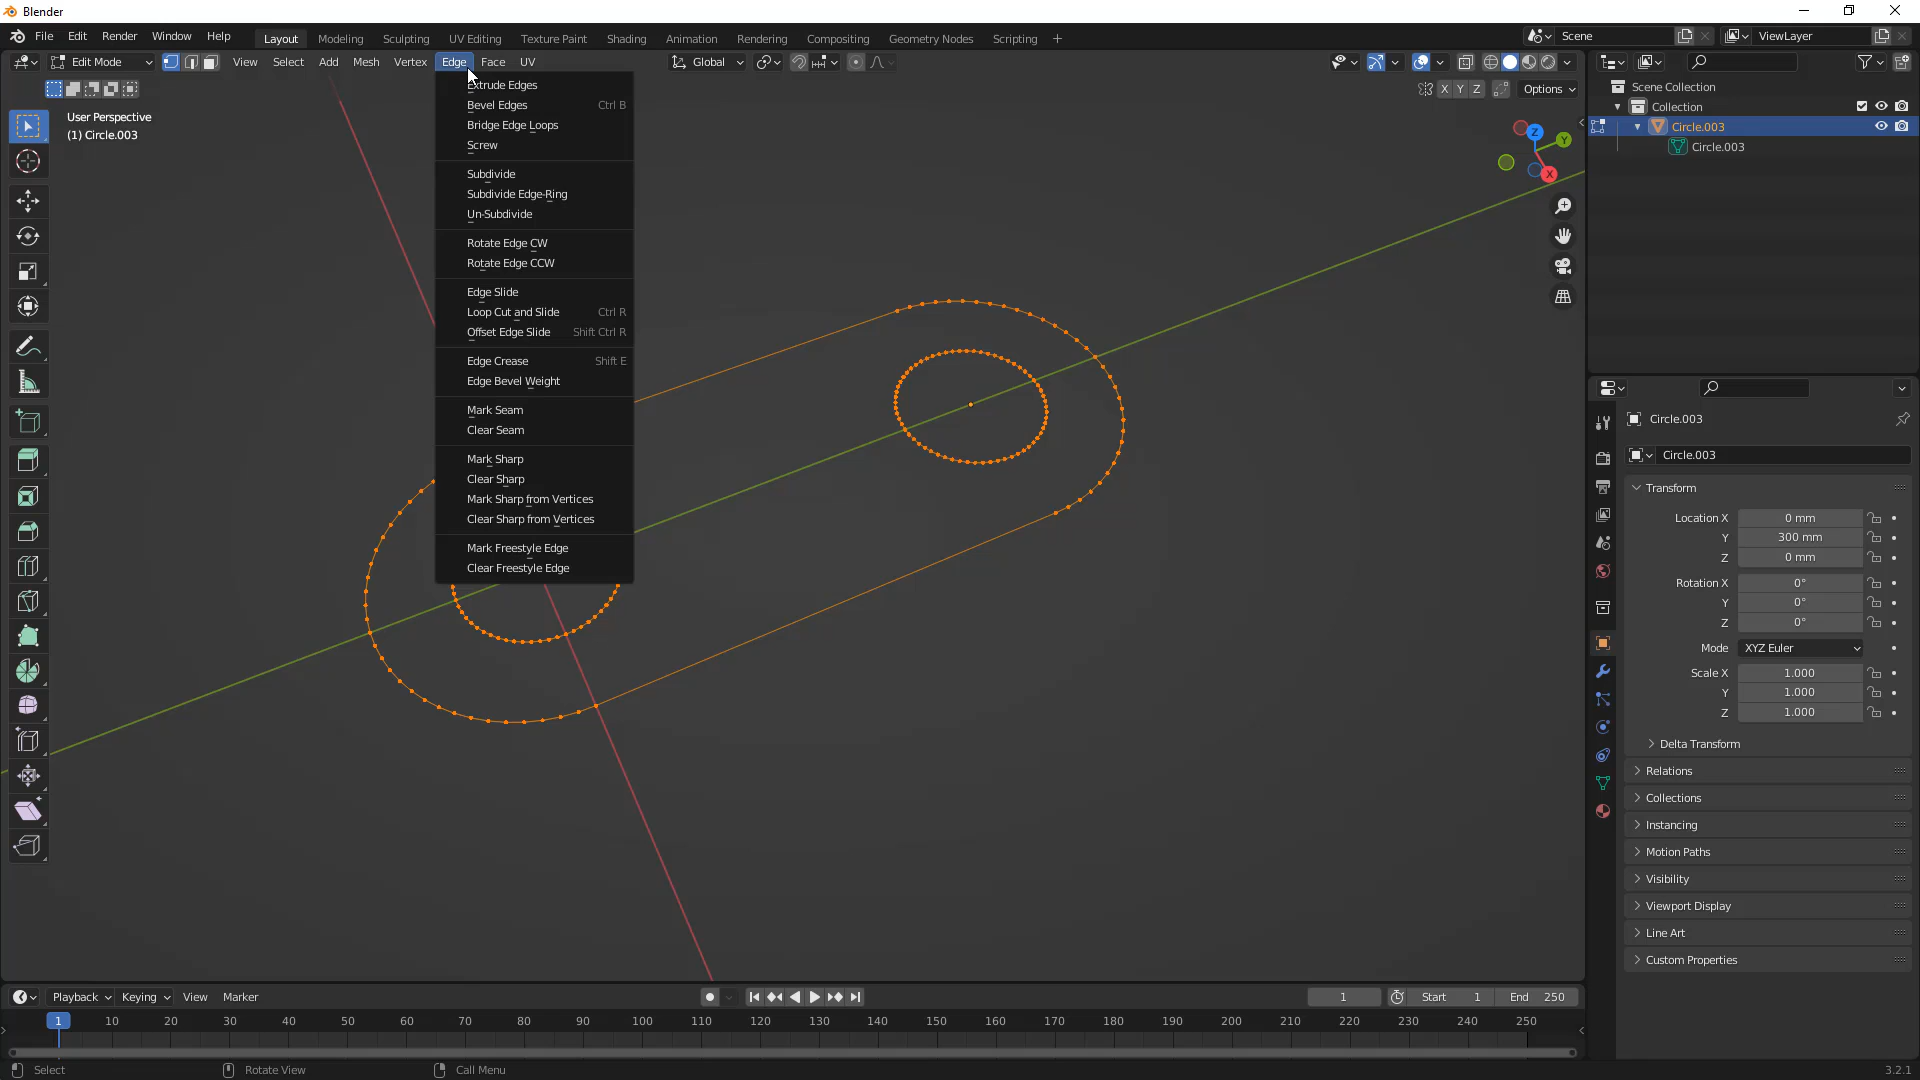 Blender
File Edit Render Window Help Layout Modeling Sculpting UV Editing Texture Paint Shading Animation Rendering Compositing Geometry Nodes Scripting + Scene ViewLayer
Edit Mode View Select Add Mesh Vertex Edge Face UV Global
X Y Z Options
User Perspective
(1) Circle.003
Extrude Edges
Bevel Edges Ctrl B
Bridge Edge Loops
Screw
Subdivide
Subdivide Edge-Ring
Un-Subdivide
Rotate Edge CW
Rotate Edge CCW
Edge Slide
Loop Cut and Slide Ctrl R
Offset Edge Slide Shift Ctrl R
Edge Crease Shift E
Edge Bevel Weight
Mark Seam
Clear Seam
Mark Sharp
Clear Sharp
Mark Sharp from Vertices
Clear Sharp from Vertices
Mark Freestyle Edge
Clear Freestyle Edge
Z
Y
X
Scene Collection
Collection
Circle.003
Circle.003
Circle.003
Circle.003
Transform
Location X 0 mm
Y 300 mm
Z 0 mm
Rotation X 0°
Y 0°
Z 0°
Mode XYZ Euler
Scale X 1.000
Y 1.000
Z 1.000
Delta Transform
Relations
Collections
Instancing
Motion Paths
Visibility
Viewport Display
Line Art
Custom Properties
Playback Keying View Marker 1 Start 1 End 250
1 10 20 30 40 50 60 70 80 90 100 110 120 130 140 150 160 170 180 190 200 210 220 230 240 250
Select Rotate View Call Menu 3.2.1